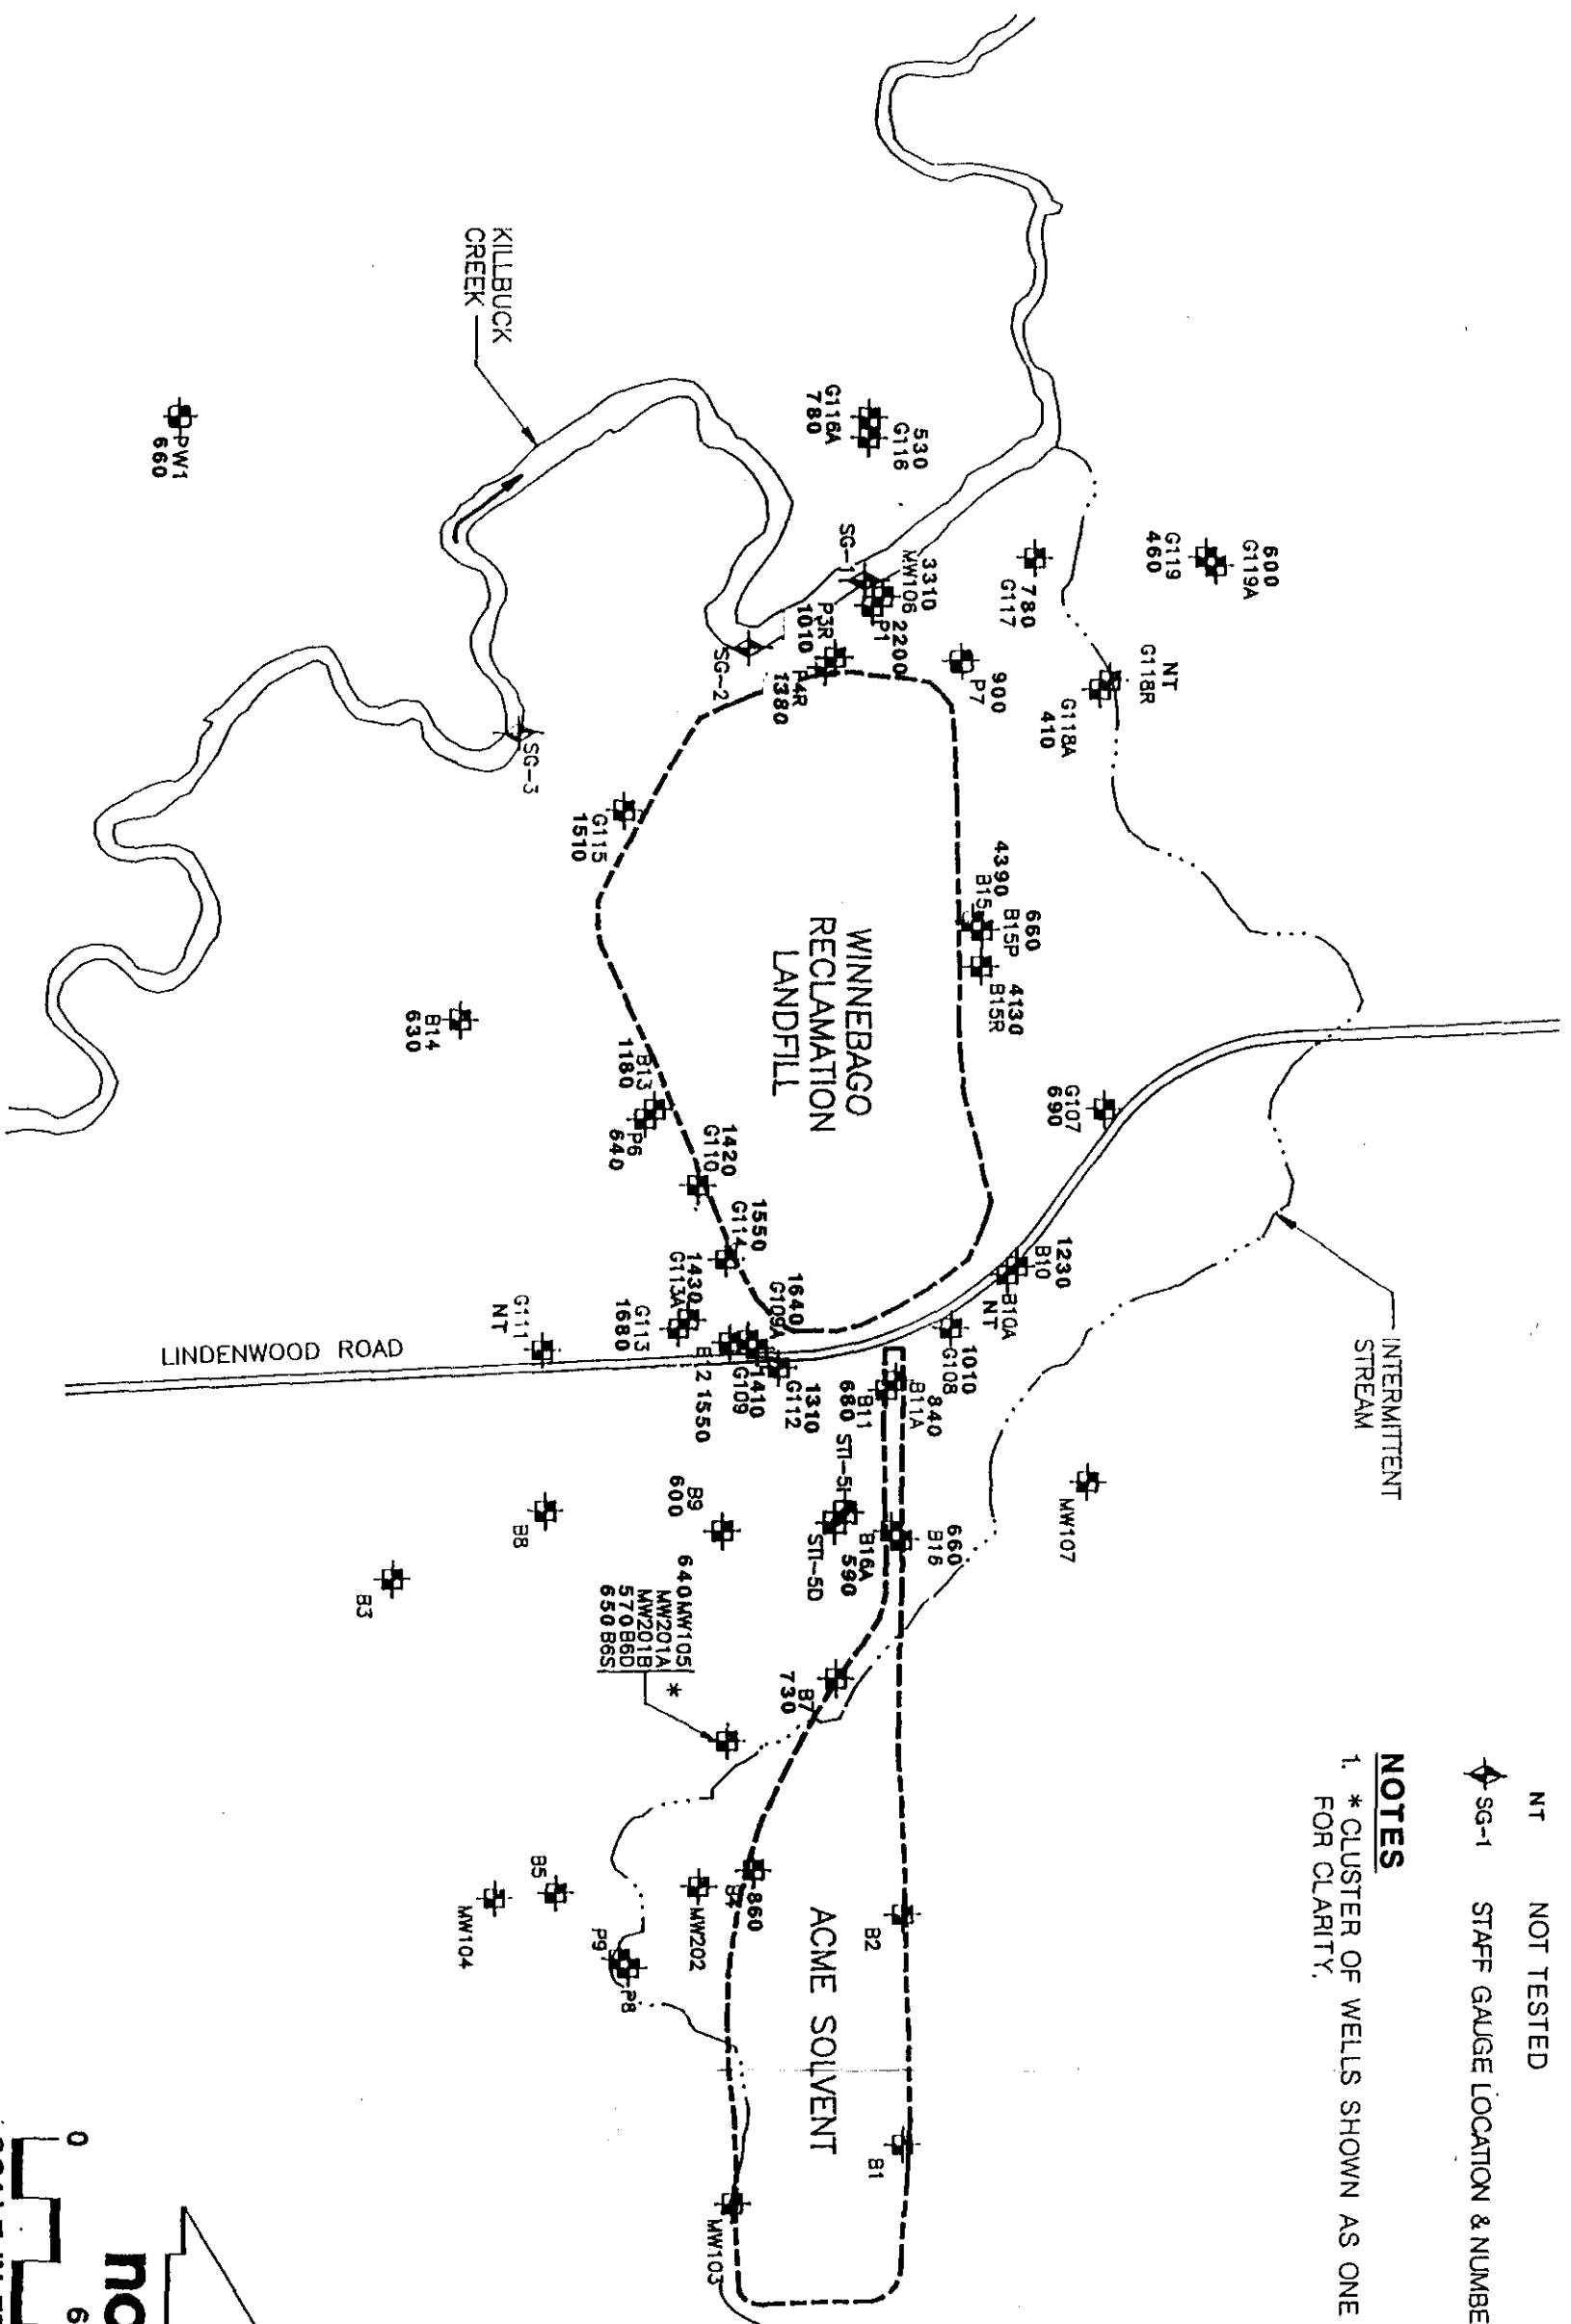 NT NOT TESTED
SG-1 STAFF GAUGE LOCATION & NUMBE
NOTES
1. * CLUSTER OF WELLS SHOWN AS ONE
FOR CLARITY.
INTERMITTENT
STREAM
KILLBUCK
CREEK
WINNEBAGO
RECLAMATION
LANDFILL
ACME SOLVENT
LINDENWOOD ROAD
600
G119A
G119
460
NT
G118R
G118A
410
780
G117
530
G116
G116A
780
SG-1
3310
MW106
P1
2200
P3R
1010
P4R
1380
SG-2
900
P7
SG-3
PW1
660
4390
B15
660
B15P
4130
B15R
G107
690
G115
1510
B14
630
B13
1180
P6
640
1420
G110
1550
G114
1640
G109A
1430
G113A
G113
1680
G111
NT
B12 1550
G109
1410
G112
1310
1230
B10
B10A
NT
1010
G108
840
B11A
B11
680
STI-5I
STI-5D
B16A
590
660
B16
MW107
B9
600
B8
B3
640 MW105
MW201A
MW201B
570 B6D
650 B6S
*
B7
730
B4
860
MW202
B5
MW104
P9
P8
B2
B1
MW103
0
6
no